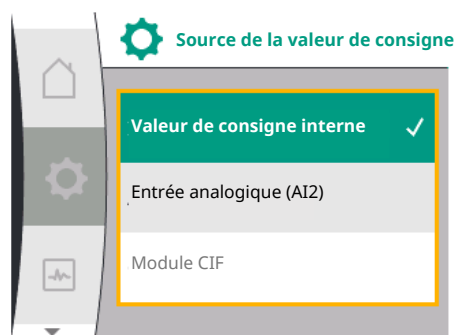 Source de la valeur de consigne
Valeur de consigne interne
Entrée analogique (AI2)
Module CIF